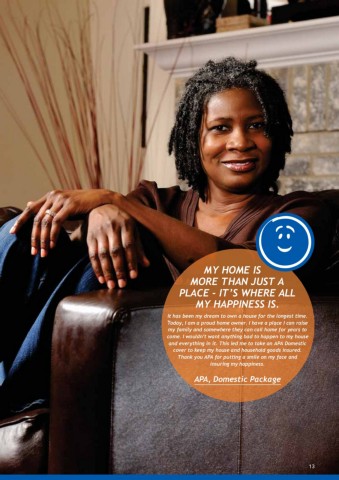 MY HOME IS
MORE THAN JUST A
PLACE - IT'S WHERE ALL
MY HAPPINESS IS.
It has been my dream to own a house for the longest time.
Today, I am a proud home owner. I have a place I can raise
my family and somewhere they can call home for years to
come. I wouldn't want anything bad to happen to my house
and everything in it. This led me to take an APA Domestic
cover to keep my house and household goods insured.
Thank you APA for putting a smile on my face and
insuring my happiness.
APA, Domestic Package
13